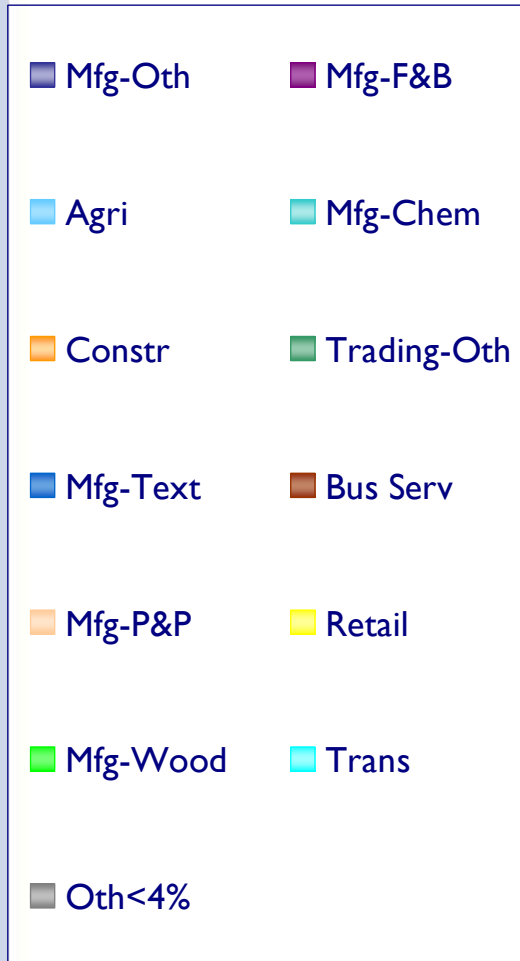 Mfg-Oth Mfg-F&B
Agri Mfg-Chem
Constr Trading-Oth
Mfg-Text Bus Serv
Mfg-P&P Retail
Mfg-Wood Trans
Oth<4%